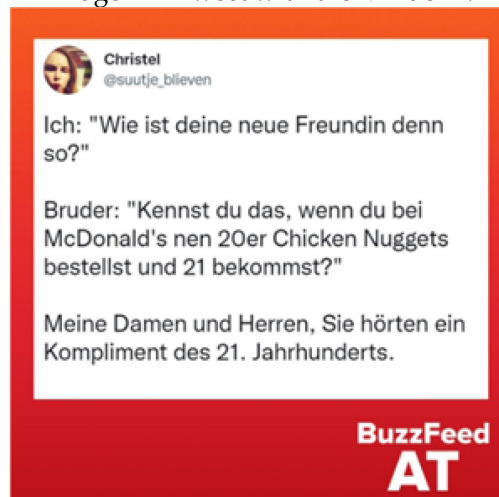 Christel
@suutje_blieven
Ich: "Wie ist deine neue Freundin denn
so?"
Bruder: "Kennst du das, wenn du bei
McDonald's nen 20er Chicken Nuggets
bestellst und 21 bekommst?"
Meine Damen und Herren, Sie hörten ein
Kompliment des 21. Jahrhunderts.
BuzzFeed
AT